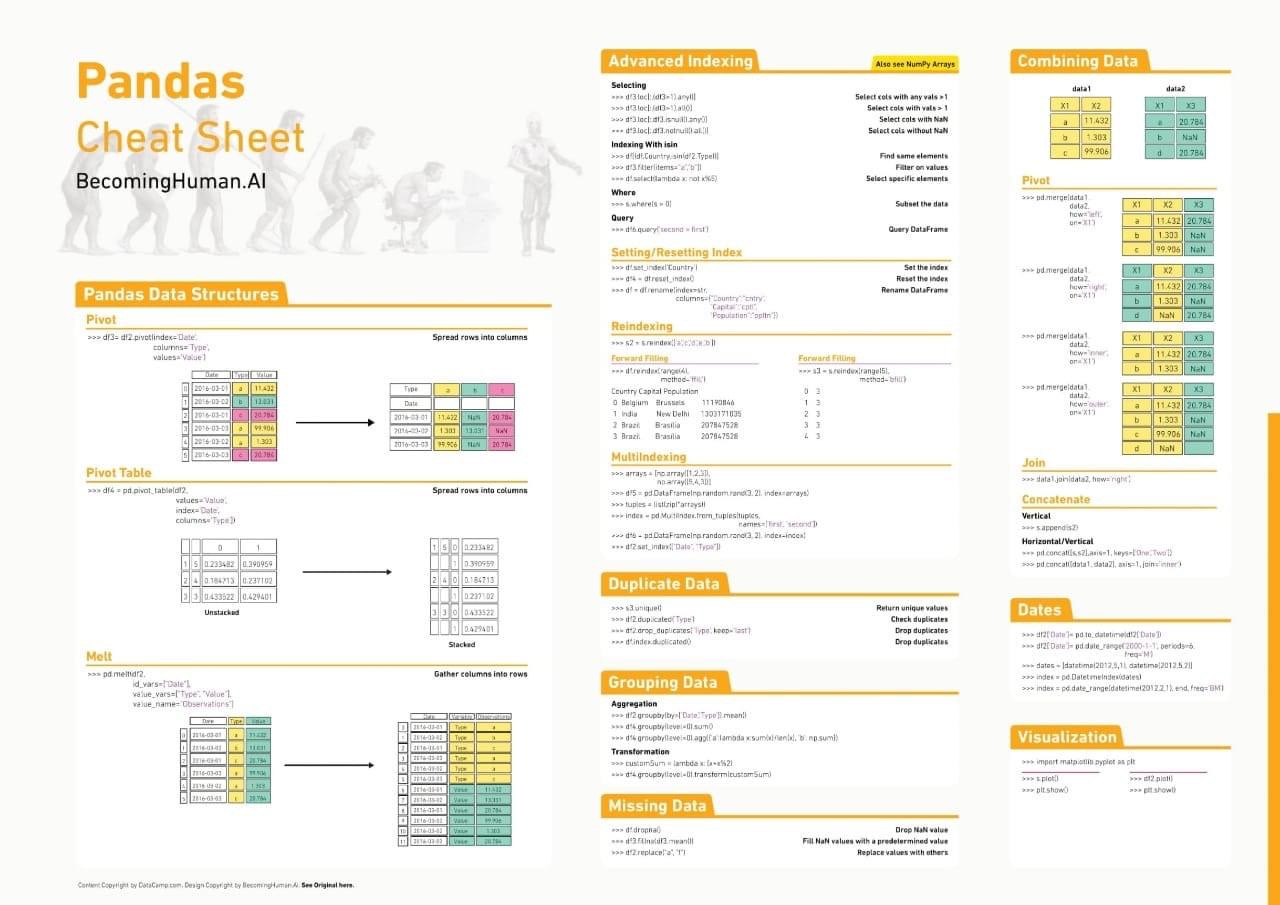 Pandas
Cheat Sheet
BecomingHuman.AI
Pandas Data Structures
Pivot
>>> df3= df2.pivot(index='Date',
columns='Type',
values='Value')
Spread rows into columns
Date Type Value
0 2016-03-01 a 11.432
1 2016-03-02 b 13.031
2 2016-03-01 c 20.784
3 2016-03-03 a 99.906
4 2016-03-02 a 1.303
5 2016-03-03 c 20.784
Type a b c
Date
2016-03-01 11.432 NaN 20.784
2016-03-02 1.303 13.031 NaN
2016-03-03 99.906 NaN 20.784
Pivot Table
>>> df4 = pd.pivot_table(df2,
values='Value',
index='Date',
columns='Type'])
Spread rows into columns
0 1
1 5 0.233482 0.390959
2 4 0.184713 0.237102
3 3 0.433522 0.429401
Unstacked
1 5 0 0.233482
1 0.390959
2 4 0 0.184713
1 0.237102
3 3 0 0.433522
1 0.429401
Stacked
Melt
>>> pd.melt(df2,
id_vars=["Date"],
value_vars=["Type", "Value"],
value_name="Observations")
Gather columns into rows
Date Type Value
0 2016-03-01 a 11.432
1 2016-03-02 b 13.031
2 2016-03-01 c 20.784
3 2016-03-03 a 99.906
4 2016-03-02 a 1.303
5 2016-03-03 c 20.784
Date Variable Observations
0 2016-03-01 Type a
1 2016-03-02 Type b
2 2016-03-01 Type c
3 2016-03-03 Type a
4 2016-03-02 Type a
5 2016-03-03 Type c
6 2016-03-01 Value 11.432
7 2016-03-02 Value 13.031
8 2016-03-01 Value 20.784
9 2016-03-03 Value 99.906
10 2016-03-02 Value 1.303
11 2016-03-03 Value 20.784
Content Copyright by DataCamp.com. Design Copyright by BecomingHuman.AI. See Original here.
Advanced Indexing
Also see NumPy Arrays
Selecting
>>> df3.loc[:,(df3>1).any()] Select cols with any vals >1
>>> df3.loc[:,(df3>1).all()] Select cols with vals > 1
>>> df3.loc[:,df3.isnull().any()] Select cols with NaN
>>> df3.loc[:,df3.notnull().all()] Select cols without NaN
Indexing With isin
>>> df[(df.Country.isin(df2.Type))] Find same elements
>>> df3.filter(items="a","b"]) Filter on values
>>> df.select(lambda x: not x%5) Select specific elements
Where
>>> s.where(s > 0) Subset the data
Query
>>> df6.query('second > first') Query DataFrame
Setting/Resetting Index
>>> df.set_index('Country') Set the index
>>> df4 = df.reset_index() Reset the index
>>> df = df.rename(index=str, Rename DataFrame
columns={"Country":"cntry",
"Capital":"cptl",
"Population":"ppltn"})
Reindexing
>>> s2 = s.reindex(['a','c','d','e','b'])
Forward Filling
>>> df.reindex(range(4),
method='ffill')
Country Capital Population
0 Belgium Brussels 11190846
1 India New Delhi 1303171035
2 Brazil Brasília 207847528
3 Brazil Brasília 207847528
Forward Filling
>>> s3 = s.reindex(range(5),
method='bfill')
0 3
1 3
2 3
3 3
4 3
MultiIndexing
>>> arrays = [np.array([1,2,3]),
np.array([5,4,3])]
>>> df5 = pd.DataFrame(np.random.rand(3, 2), index=arrays)
>>> tuples = list(zip(*arrays))
>>> index = pd.MultiIndex.from_tuples(tuples,
names=['first', 'second'])
>>> df6 = pd.DataFrame(np.random.rand(3, 2), index=index)
>>> df2.set_index(["Date", "Type"])
Duplicate Data
>>> s3.unique() Return unique values
>>> df2.duplicated('Type') Check duplicates
>>> df2.drop_duplicates('Type', keep='last') Drop duplicates
>>> df.index.duplicated() Drop duplicates
Grouping Data
Aggregation
>>> df2.groupby(by=['Date','Type']).mean()
>>> df4.groupby(level=0).sum()
>>> df4.groupby(level=0).agg({'a':lambda x:sum(x)/len(x), 'b': np.sum})
Transformation
>>> customSum = lambda x: (x+x%2)
>>> df4.groupby(level=0).transform(customSum)
Missing Data
>>> df.dropna() Drop NaN value
>>> df3.fillna(df3.mean()) Fill NaN values with a predetermined value
>>> df2.replace("a", "f") Replace values with others
Combining Data
data1
X1 X2
a 11.432
b 1.303
c 99.906
data2
X1 X3
a 20.784
b NaN
d 20.784
Pivot
>>> pd.merge(data1,
data2,
how='left',
on='X1')
X1 X2 X3
a 11.432 20.784
b 1.303 NaN
c 99.906 NaN
>>> pd.merge(data1,
data2,
how='right',
on='X1')
X1 X2 X3
a 11.432 20.784
b 1.303 NaN
d NaN 20.784
>>> pd.merge(data1,
data2,
how='inner',
on='X1')
X1 X2 X3
a 11.432 20.784
b 1.303 NaN
>>> pd.merge(data1,
data2,
how='outer',
on='X1')
X1 X2 X3
a 11.432 20.784
b 1.303 NaN
c 99.906 NaN
d NaN
Join
>>> data1.join(data2, how='right')
Concatenate
Vertical
>>> s.append(s2)
Horizontal/Vertical
>>> pd.concat([s,s2],axis=1, keys=['One','Two'])
>>> pd.concat([data1, data2], axis=1, join='inner')
Dates
>>> df2['Date']= pd.to_datetime(df2['Date'])
>>> df2['Date']= pd.date_range('2000-1-1', periods=6,
freq='M')
>>> dates = [datetime(2012,5,1), datetime(2012,5,2)]
>>> index = pd.DatetimeIndex(dates)
>>> index = pd.date_range(datetime(2012,2,1), end, freq='BM')
Visualization
>>> import matplotlib.pyplot as plt
>>> s.plot()
>>> plt.show()
>>> df2.plot()
>>> plt.show()